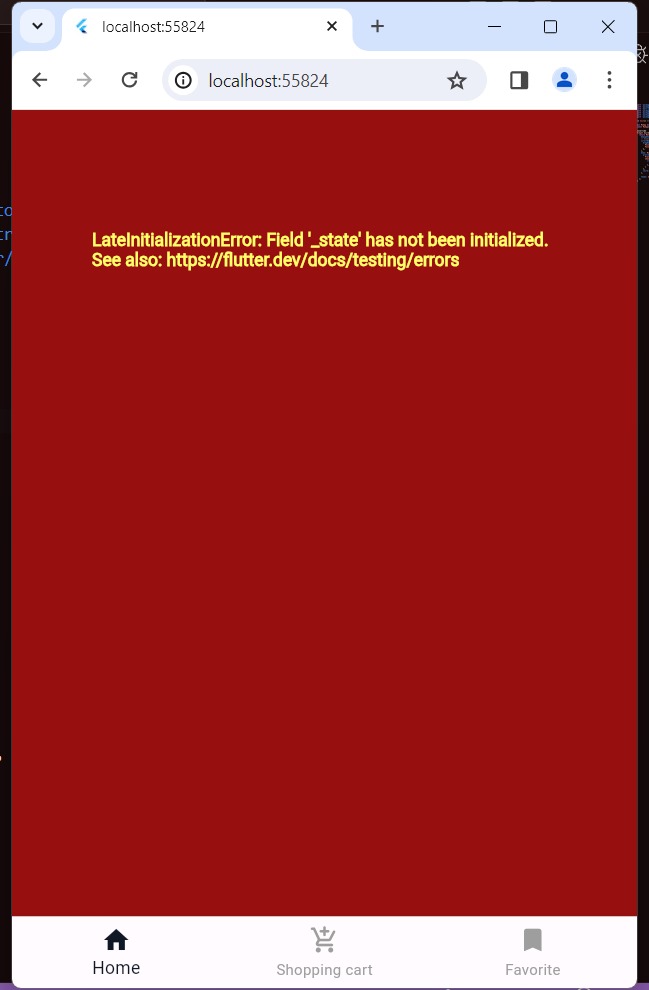 localhost:55824
localhost:55824
LateInitializationError: Field '_state' has not been initialized.
See also: https://flutter.dev/docs/testing/errors
Home
Shopping cart
Favorite